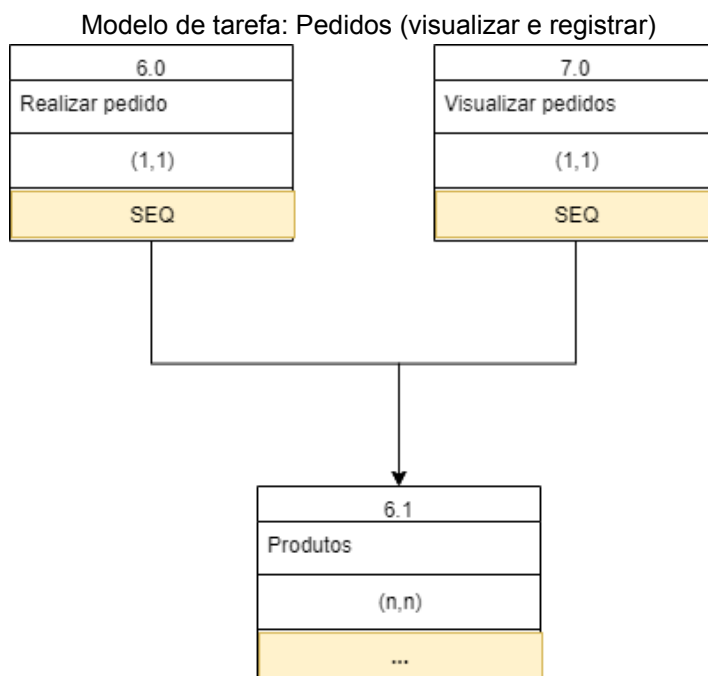 Modelo de tarefa: Pedidos (visualizar e registrar)
6.0
Realizar pedido
(1,1)
SEQ
7.0
Visualizar pedidos
(1,1)
SEQ
6.1
Produtos
(n,n)
...